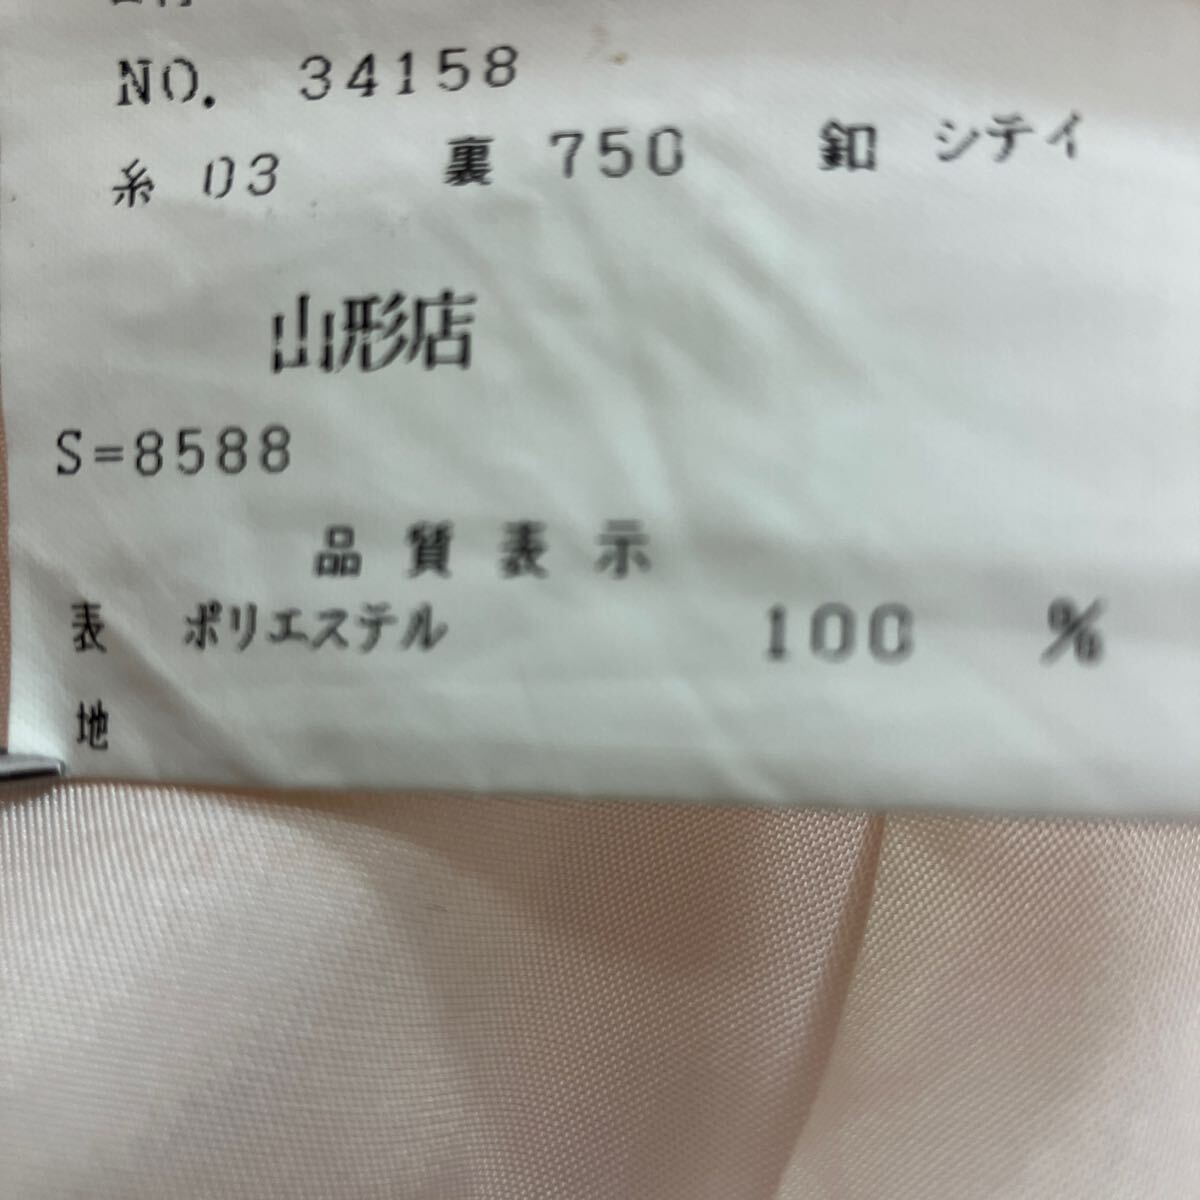 NO. 34158
糸 03 裏 750 釦 シテイ
山形店
S=8588
品質表示
表 ポリエステル 100 %
地